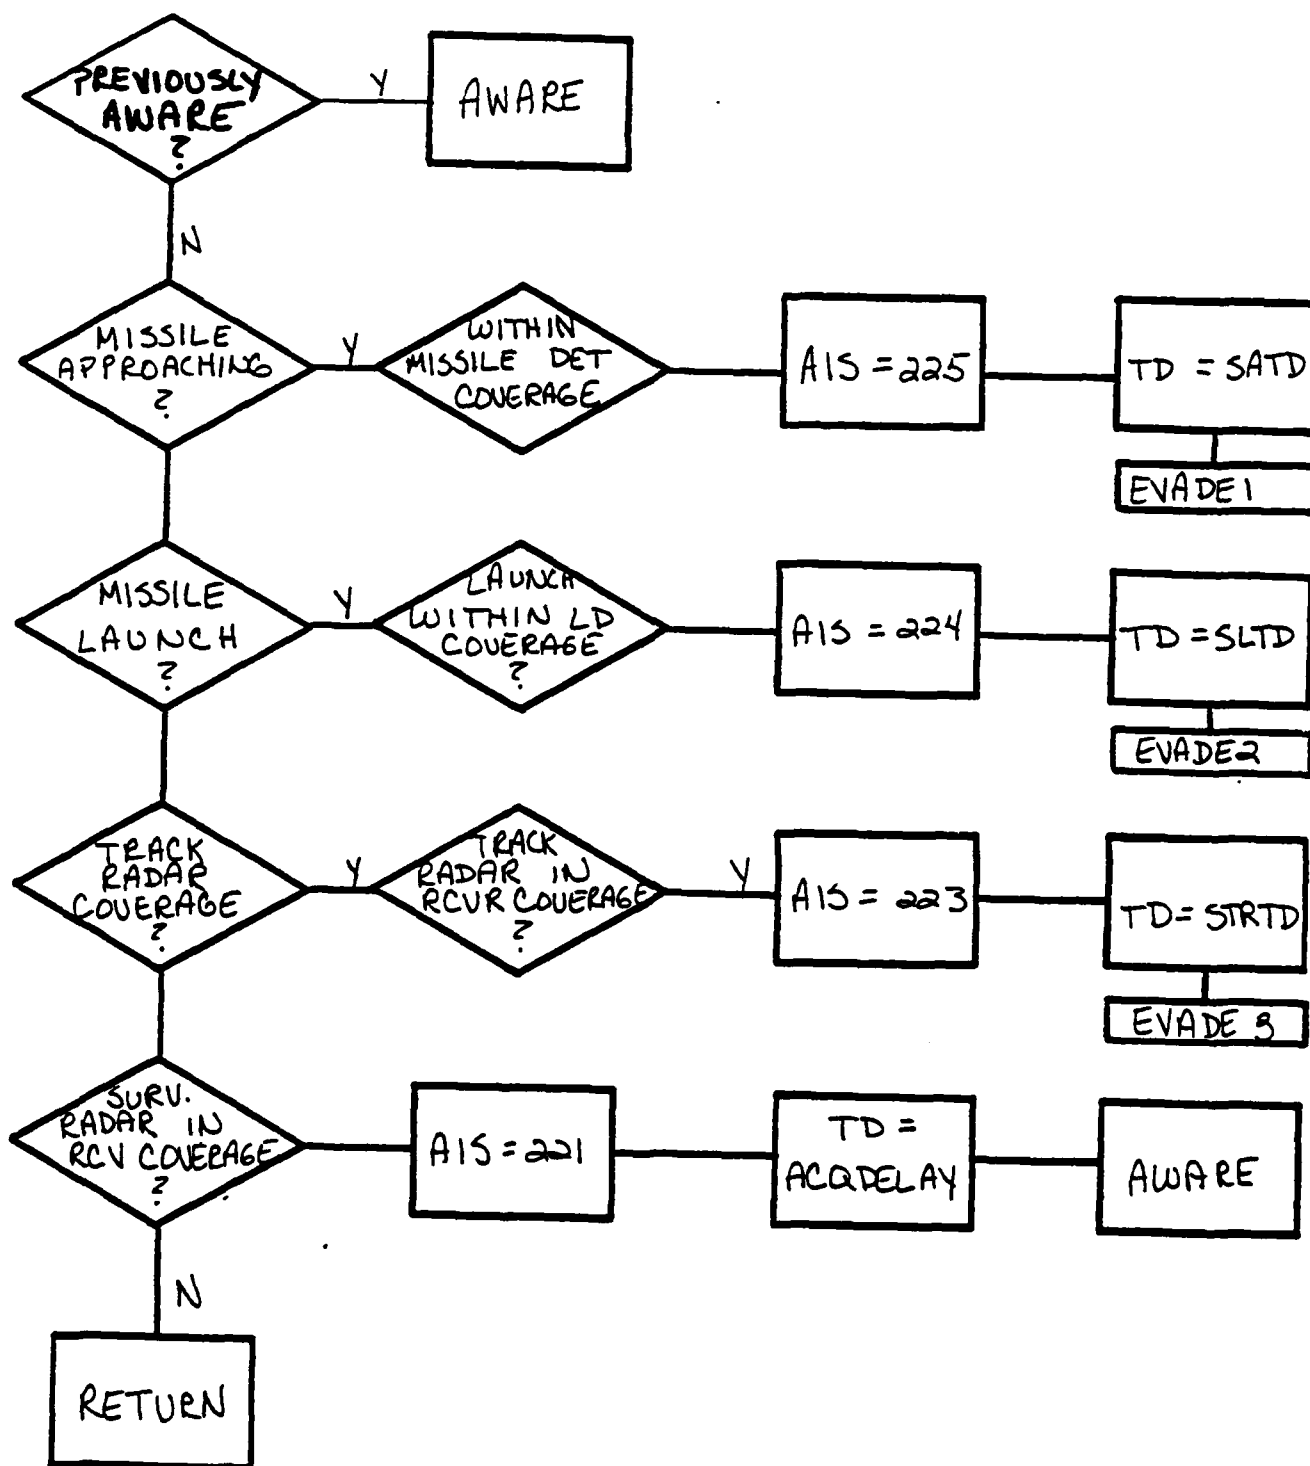 PREVIOUSLY
AWARE
?
Y
AWARE
N
MISSILE
APPROACHING
?
Y
WITHIN
MISSILE DET
COVERAGE
AIS = 225
TD = SATD
EVADE1
MISSILE
LAUNCH
?
Y
LAUNCH
WITHIN LD
COVERAGE
?
AIS = 224
TD = SLTD
EVADE2
TRACK
RADAR
COVERAGE
?
Y
TRACK
RADAR IN
RCVR COVERAGE
?
Y
AIS = 223
TD = STRTD
EVADE 3
SURV.
RADAR IN
RCV COVERAGE
?
AIS = 221
TD =
ACQDELAY
AWARE
N
RETURN